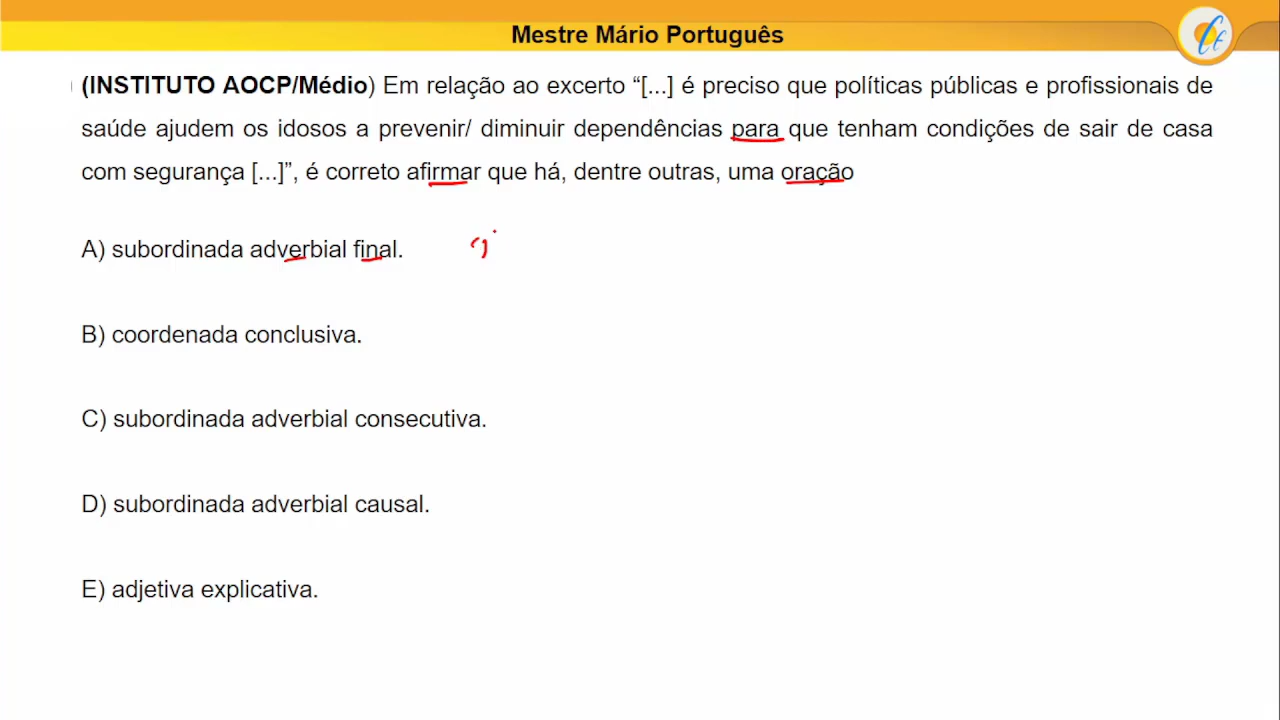 Mestre Mário Português
(INSTITUTO AOCP/Médio) Em relação ao excerto “[...] é preciso que políticas públicas e profissionais de
saúde ajudem os idosos a prevenir/ diminuir dependências para que tenham condições de sair de casa
com segurança [...]”, é correto afirmar que há, dentre outras, uma oração
A) subordinada adverbial final.
B) coordenada conclusiva.
C) subordinada adverbial consecutiva.
D) subordinada adverbial causal.
E) adjetiva explicativa.